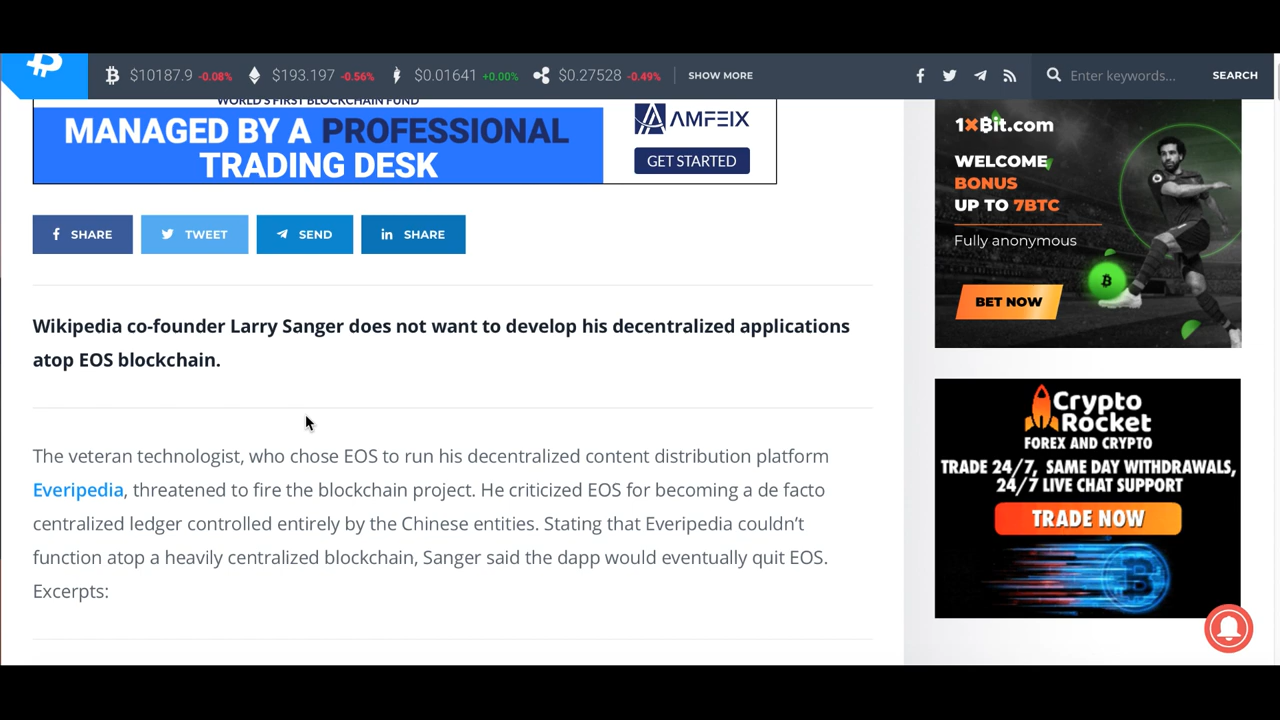 $10187.9 -0.08% $193.197 -0.56% $0.01641 +0.00% $0.27528 -0.49% SHOW MORE Enter keywords... SEARCH
WORLD'S FIRST BLOCKCHAIN FUND
MANAGED BY A PROFESSIONAL
TRADING DESK
AMFEIX
GET STARTED
SHARE TWEET SEND SHARE
Wikipedia co-founder Larry Sanger does not want to develop his decentralized applications
atop EOS blockchain.
The veteran technologist, who chose EOS to run his decentralized content distribution platform
Everipedia, threatened to fire the blockchain project. He criticized EOS for becoming a de facto
centralized ledger controlled entirely by the Chinese entities. Stating that Everipedia couldn’t
function atop a heavily centralized blockchain, Sanger said the dapp would eventually quit EOS.
Excerpts:
1X₿it.com
WELCOME
BONUS
UP TO 7BTC
Fully anonymous
BET NOW
Crypto
Rocket
FOREX AND CRYPTO
TRADE 24/7, SAME DAY WITHDRAWALS,
24/7 LIVE CHAT SUPPORT
TRADE NOW